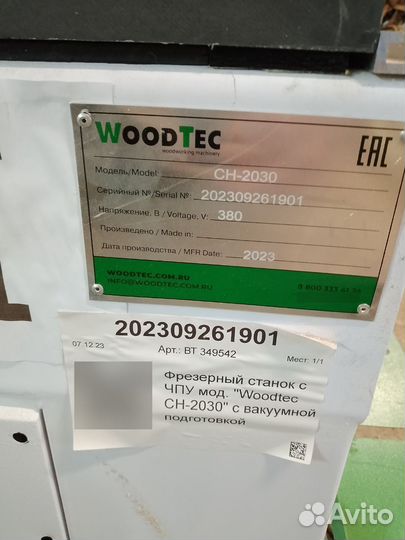 WOODTEC
woodworking machinery
EAC
Модель/Model: CH-2030
Серийный №/Serial №: 202309261901
Напряжение. В / Voltage, V: 380
Произведено / Made in:
Дата производства / MFR Date: 2023
WOODTEC.COM.RU
INFO@WOODTEC.COM.RU
202309261901
07.12.23
Арт.: ВТ 349542
Мест: 1/1
Фрезерный станок с
ЧПУ мод. "Woodtec
CH-2030" с вакуумной
подготовкой
Avito